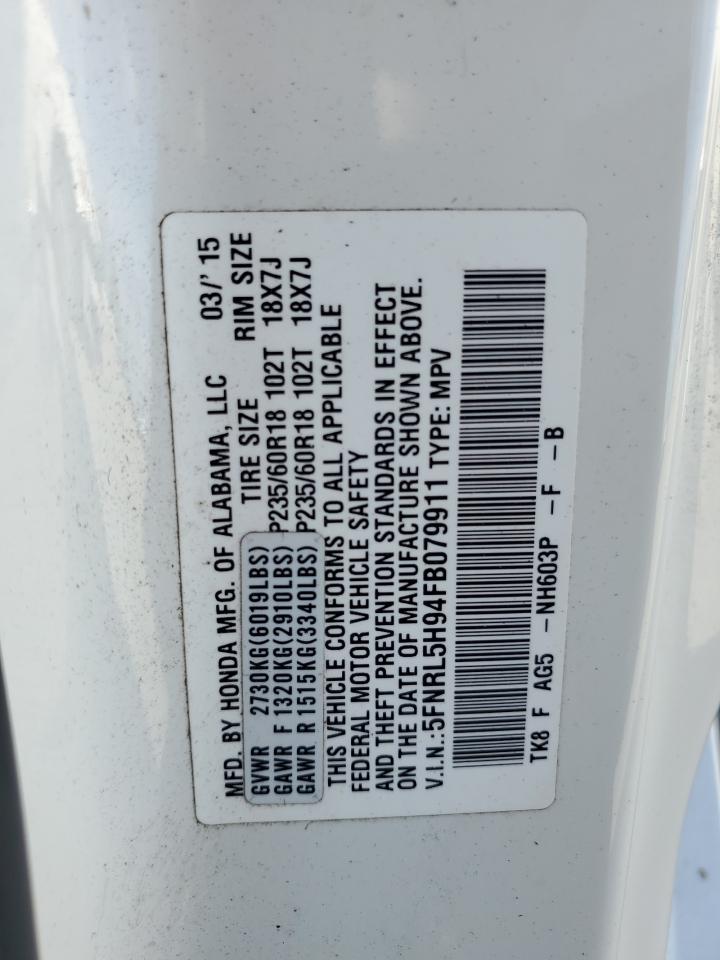 MFD. BY HONDA MFG. OF ALABAMA, LLC 03/' 15
GVWR 2730KG(6019LBS) TIRE SIZE RIM SIZE
GAWR F 1320KG(2910LBS) P235/60R18 102T 18X7J
GAWR R 1515KG(3340LBS) P235/60R18 102T 18X7J
THIS VEHICLE CONFORMS TO ALL APPLICABLE
FEDERAL MOTOR VEHICLE SAFETY
AND THEFT PREVENTION STANDARDS IN EFFECT
ON THE DATE OF MANUFACTURE SHOWN ABOVE.
V.I.N.:5FNRL5H94FB079911 TYPE: MPV
TK8 F AG5 -NH603P -F -B